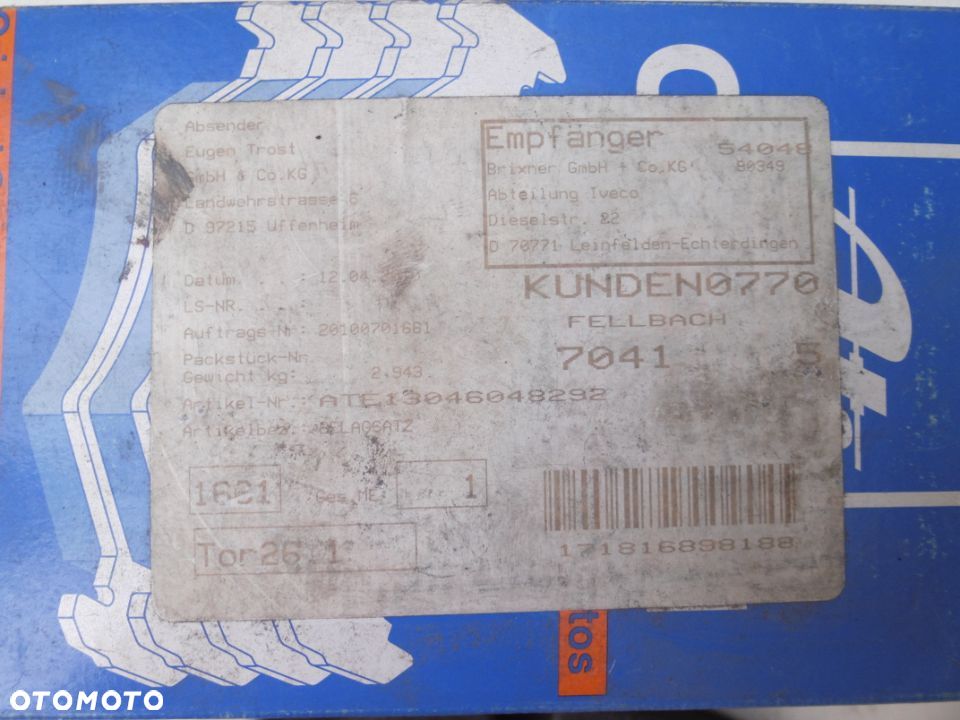 Absender
Eugen Trost
GmbH & Co.KG
Landwehrstrasse 6
D 97215 Uffenheim
Empfänger 54048
Brixner GmbH + Co.KG 80349
Abteilung Iveco
Dieselstr. 22
D 70771 Leinfelden-Echterdingen
KUNDEN0770
FELLBACH
7041 5
Datum. . . : 12.04.
LS-NR. . . :
Auftrags-Nr: 20100701661
Packstück-Nr.
Gewicht kg: 2.943
Artikel-Nr.: ATE13046048292
Artikelbez.: BELAGSATZ
1621 Ges.ME 1
Tor26.1
171816898188
tos
OTOMOTO